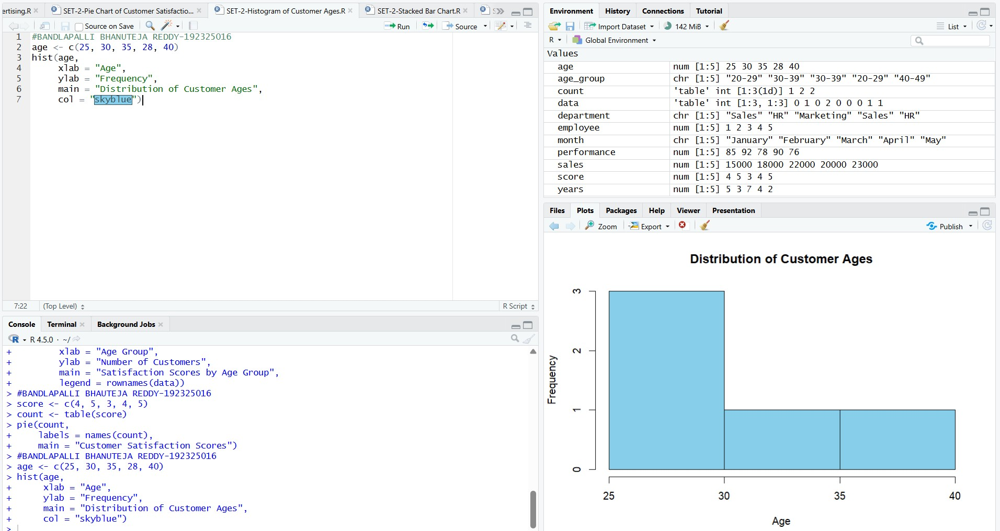 ertising.R
SET-2-Pie Chart of Customer Satisfactio...
SET-2-Histogram of Customer Ages.R
SET-2-Stacked Bar Chart.R
Source on Save
Run
Source
1 #BANDLAPALLI BHANUTEJA REDDY-192325016
2 age <- c(25, 30, 35, 28, 40)
3 hist(age,
4      xlab = "Age",
5      ylab = "Frequency",
6      main = "Distribution of Customer Ages",
7      col = "skyblue")
7:22 (Top Level) R Script
Console Terminal Background Jobs
R 4.5.0 · ~/
+          xlab = "Age Group",
+          ylab = "Number of Customers",
+          main = "Satisfaction Scores by Age Group",
+          legend = rownames(data))
> #BANDLAPALLI BHAUTEJA REDDY-192325016
> score <- c(4, 5, 3, 4, 5)
> count <- table(score)
> pie(count,
+     labels = names(count),
+     main = "Customer Satisfaction Scores")
> #BANDLAPALLI BHANUTEJA REDDY-192325016
> age <- c(25, 30, 35, 28, 40)
> hist(age,
+      xlab = "Age",
+      ylab = "Frequency",
+      main = "Distribution of Customer Ages",
+      col = "skyblue")
>
Environment History Connections Tutorial
Import Dataset 142 MiB List
R Global Environment
Values
age num [1:5] 25 30 35 28 40
age_group chr [1:5] "20-29" "30-39" "30-39" "20-29" "40-49"
count 'table' int [1:3(1d)] 1 2 2
data 'table' int [1:3, 1:3] 0 1 0 2 0 0 0 1 1
department chr [1:5] "Sales" "HR" "Marketing" "Sales" "HR"
employee num [1:5] 1 2 3 4 5
month chr [1:5] "January" "February" "March" "April" "May"
performance num [1:5] 85 92 78 90 76
sales num [1:5] 15000 18000 22000 20000 23000
score num [1:5] 4 5 3 4 5
years num [1:5] 5 3 7 4 2
Files Plots Packages Help Viewer Presentation
Zoom Export Publish
Distribution of Customer Ages
Frequency
3
2
1
0
25 30 35 40
Age